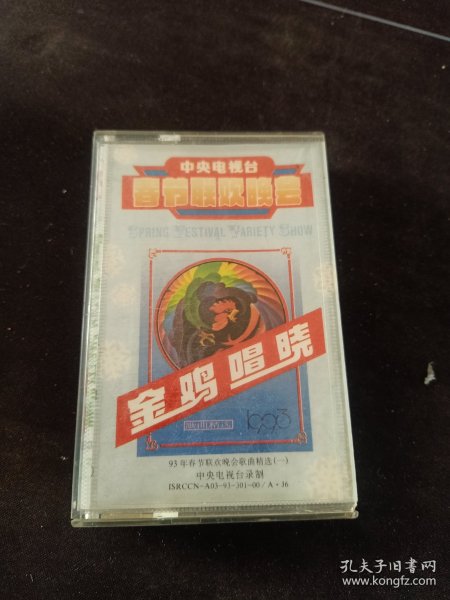 中央电视台
春节联欢晚会
SPRING FESTIVAL VARIETY SHOW
金鸡唱晓
1993
93年春节联欢晚会歌曲精选(一)
中央电视台录制
ISRCCN-A03-93-301-00/A·J6
孔夫子旧书网
www.kongfz.com